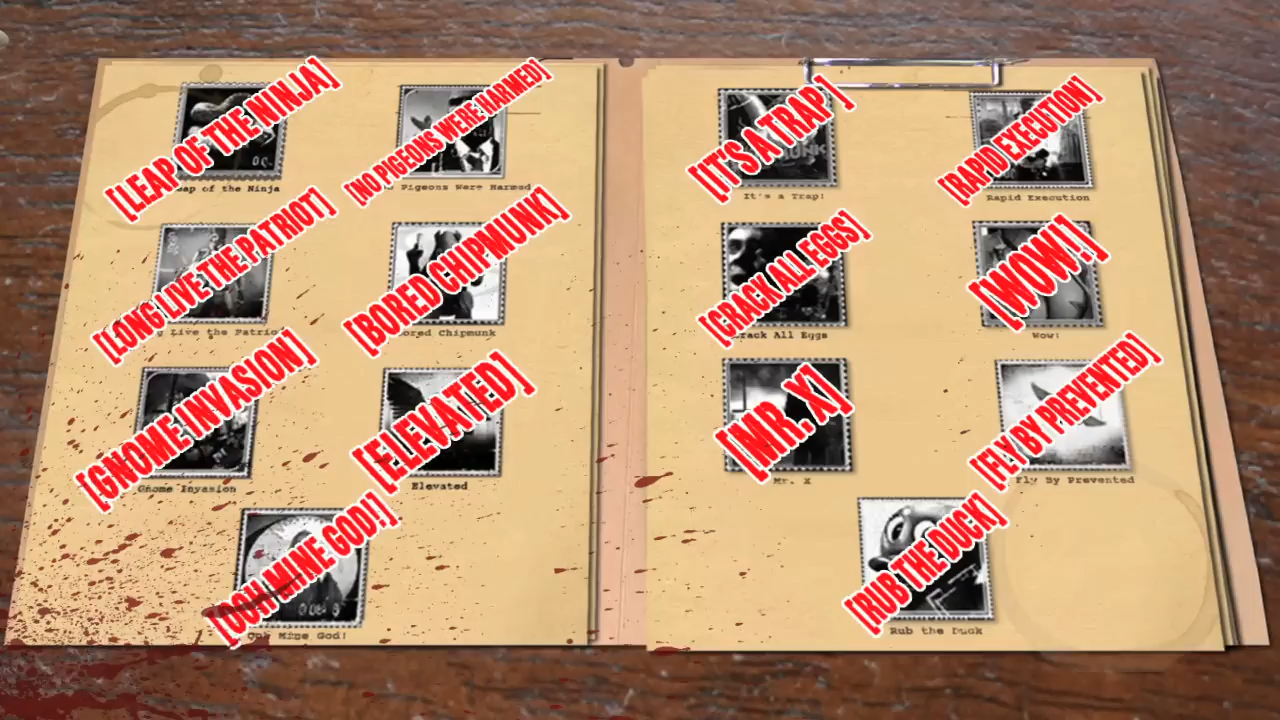 [LEAP OF THE NINJA]
Leap of the Ninja
[NO PIGEONS WERE HARMED]
Pigeons Were Harmed
[LONG LIVE THE PATRIOT]
Live the Patriot
[BORED CHIPMUNK]
Bored Chipmunk
[GNOME INVASION]
Gnome Invasion
[ELEVATED]
Elevated
[OOH MINE GOD!]
Ooh Mine God!
[IT'S A TRAP!]
It's a Trap!
[RAPID EXECUTION]
Rapid Execution
[CRACK ALL EGGS]
Crack All Eggs
[WOW!]
Wow!
[MR. X]
Mr. X
[FLY BY PREVENTED]
Fly By Prevented
[RUB THE DUCK]
Rub the Duck